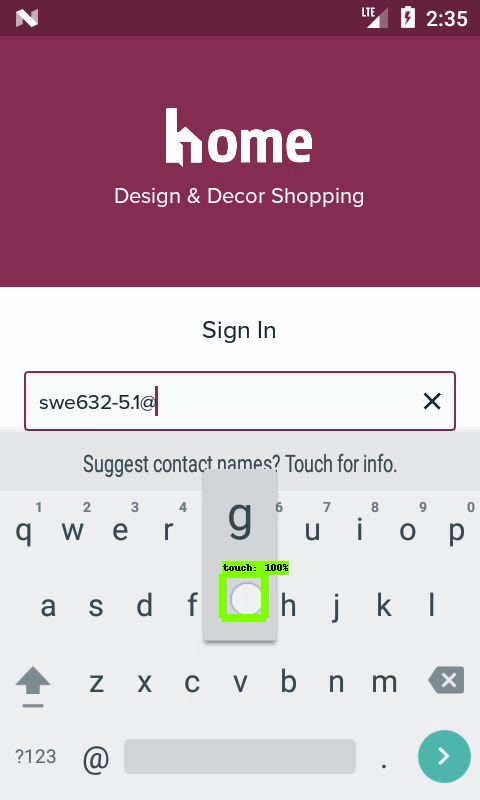 LTE 2:35
home
Design & Decor Shopping
Sign In
swe632-5.1@
Suggest contact names? Touch for info.
1 2 3 4 6 7 8 9 0
q w e r u i o p
g
touch: 100%
a s d f h j k l
z x c v b n m
?123 @ .